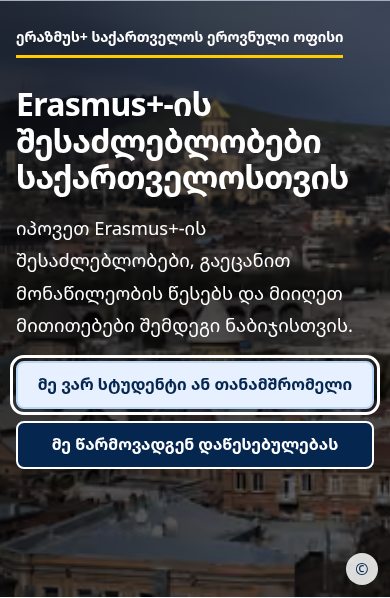 ერაზმუს+ საქართველოს ეროვნული ოფისი
Erasmus+-ის
შესაძლებლობები
საქართველოსთვის
იპოვეთ Erasmus+-ის
შესაძლებლობები, გაეცანით
მონაწილეობის წესებს და მიიღეთ
მითითებები შემდეგი ნაბიჯისთვის.
მე ვარ სტუდენტი ან თანამშრომელი
მე წარმოვადგენ დაწესებულებას
©